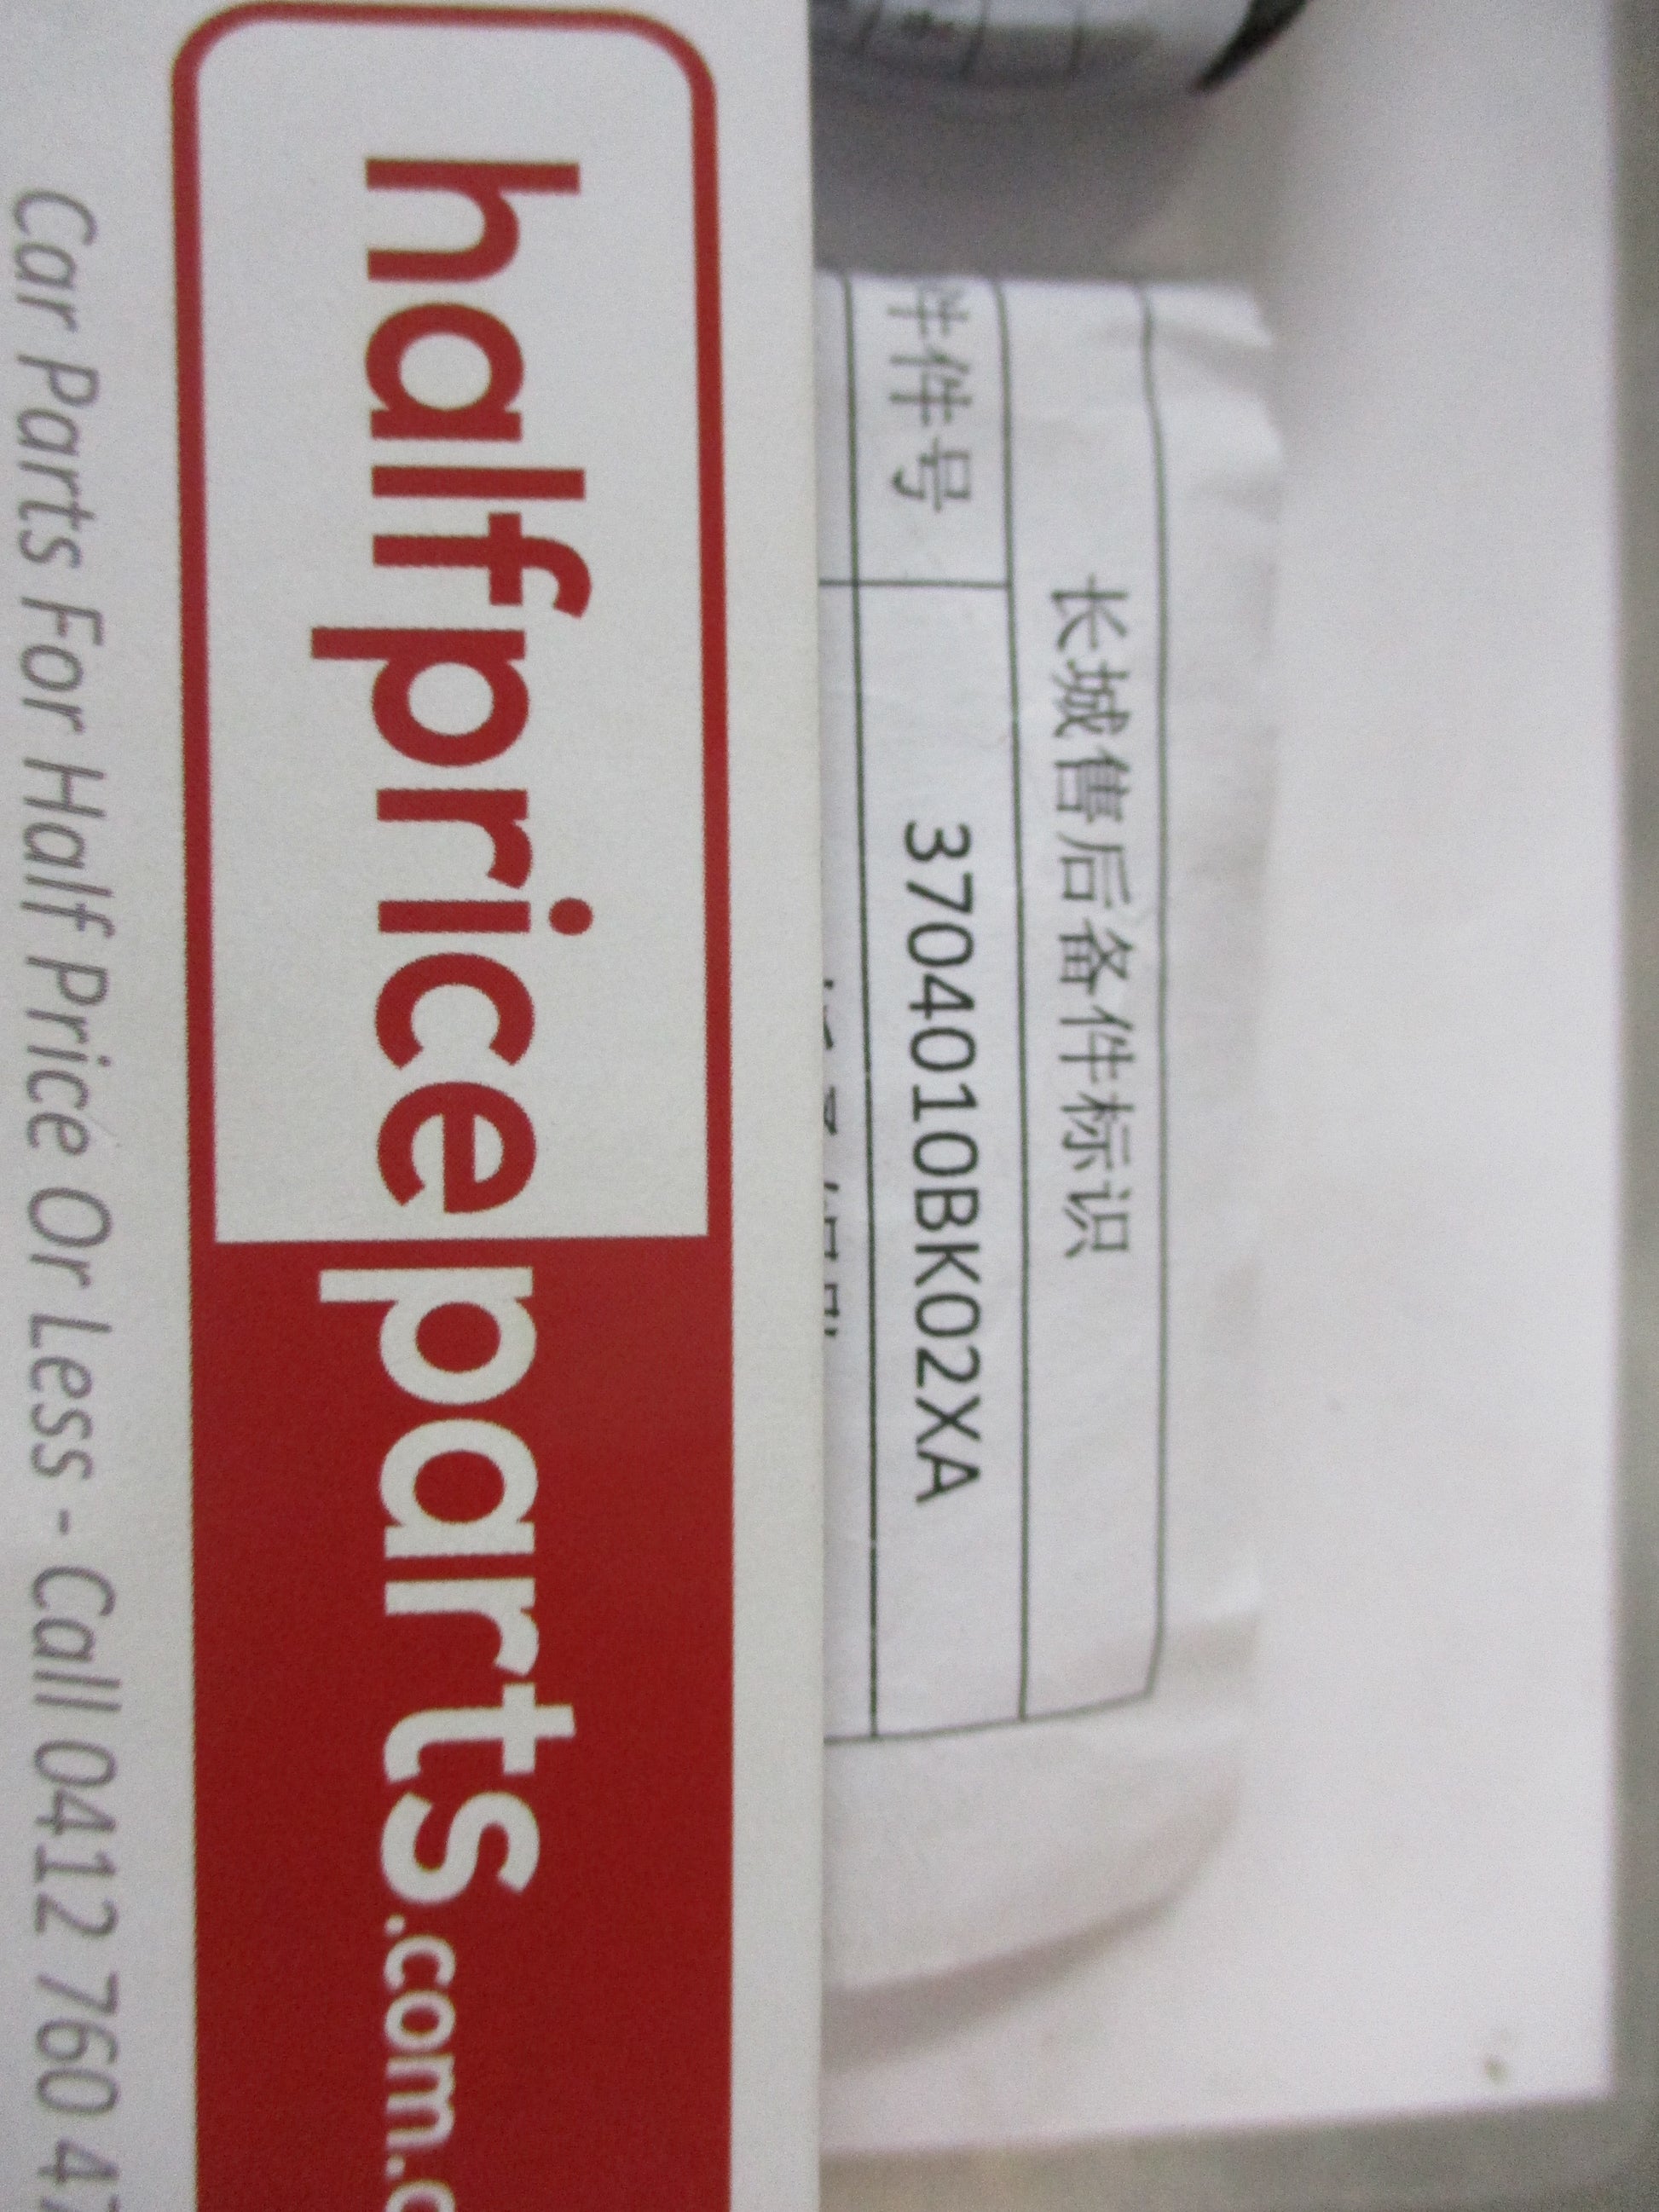 长城售后备件标识
件号
3704010BK02XA
halfpriceparts.com.
Car Parts For Half Price Or Less - Call 0412 760 4